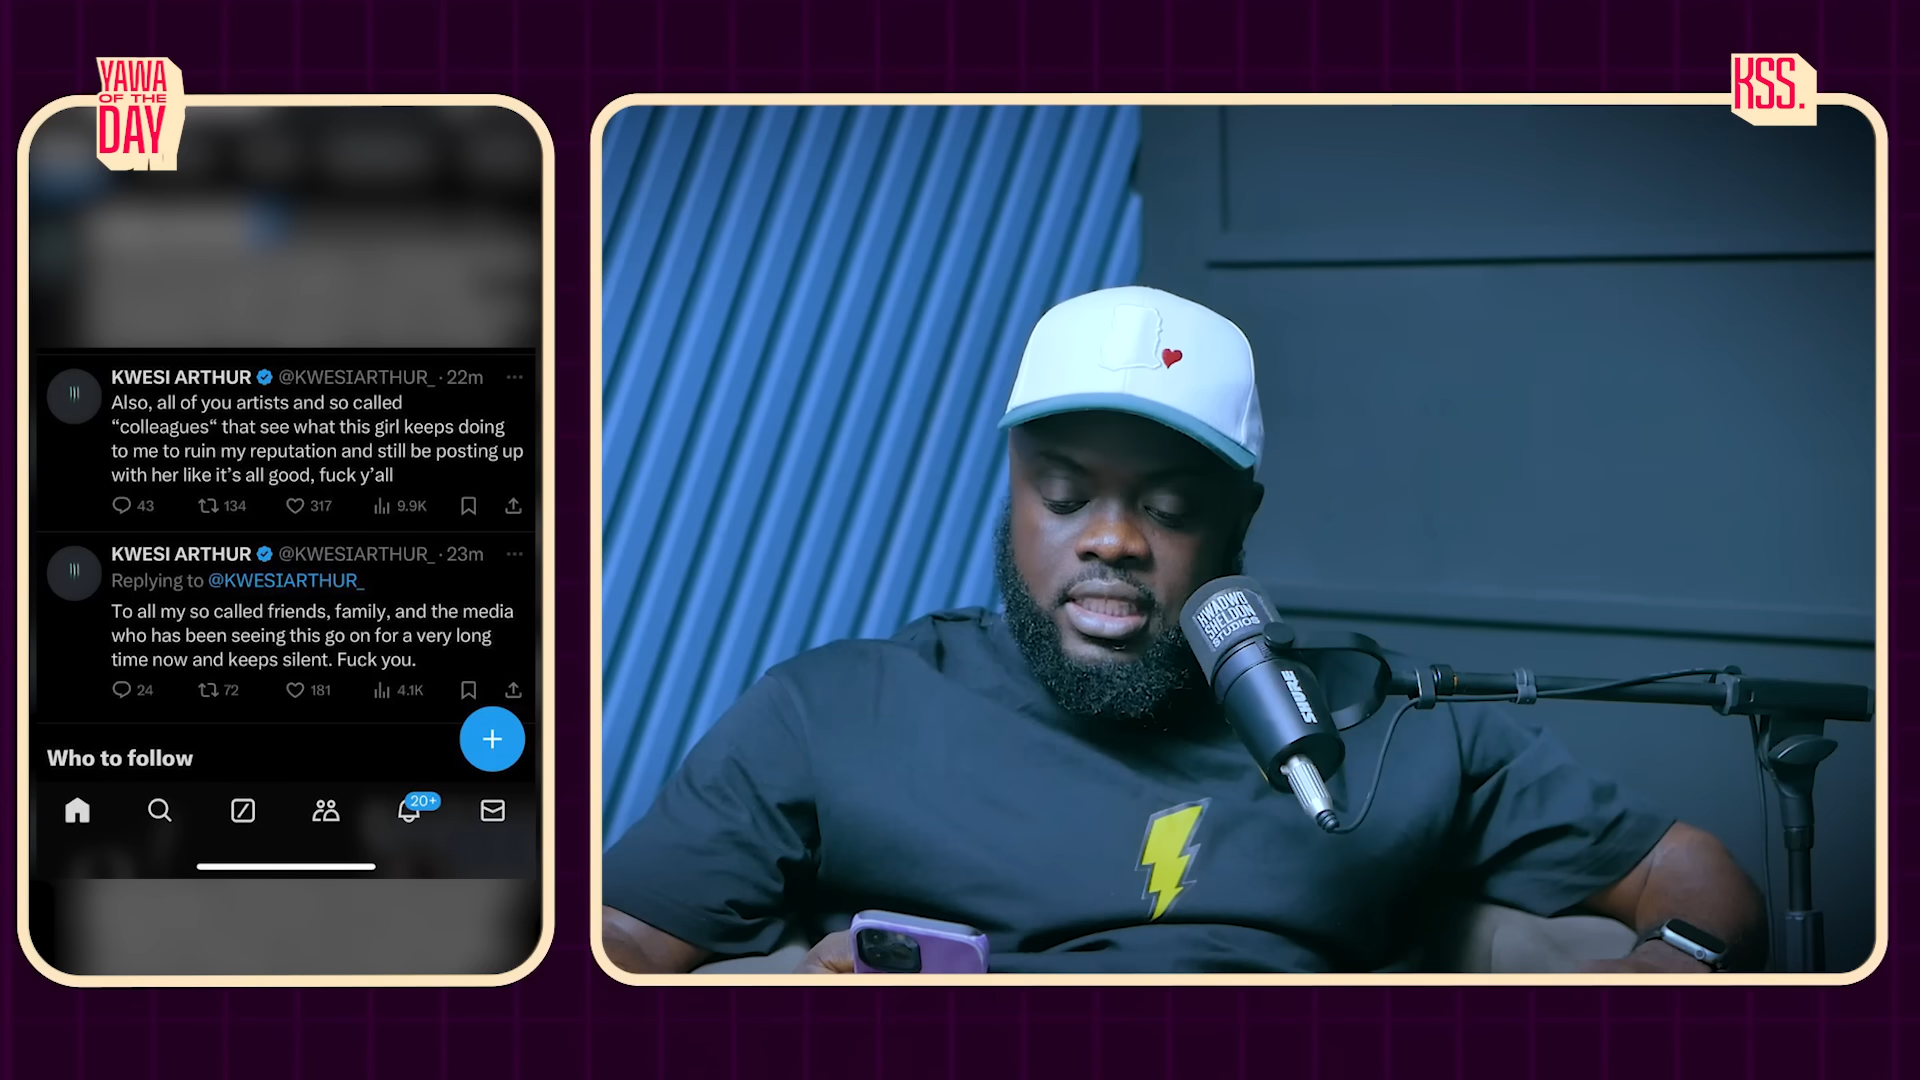 YAWA
OF THE
DAY
KSS.
KWESI ARTHUR @KWESIARTHUR_ · 22m
Also, all of you artists and so called
“colleagues“ that see what this girl keeps doing
to me to ruin my reputation and still be posting up
with her like it’s all good, fuck y’all
43 134 317 9.9K
KWESI ARTHUR @KWESIARTHUR_ · 23m
Replying to @KWESIARTHUR_
To all my so called friends, family, and the media
who has been seeing this go on for a very long
time now and keeps silent. Fuck you.
24 72 181 4.1K
Who to follow
20+
KWADWO
SHELDON
STUDIOS
SHURE